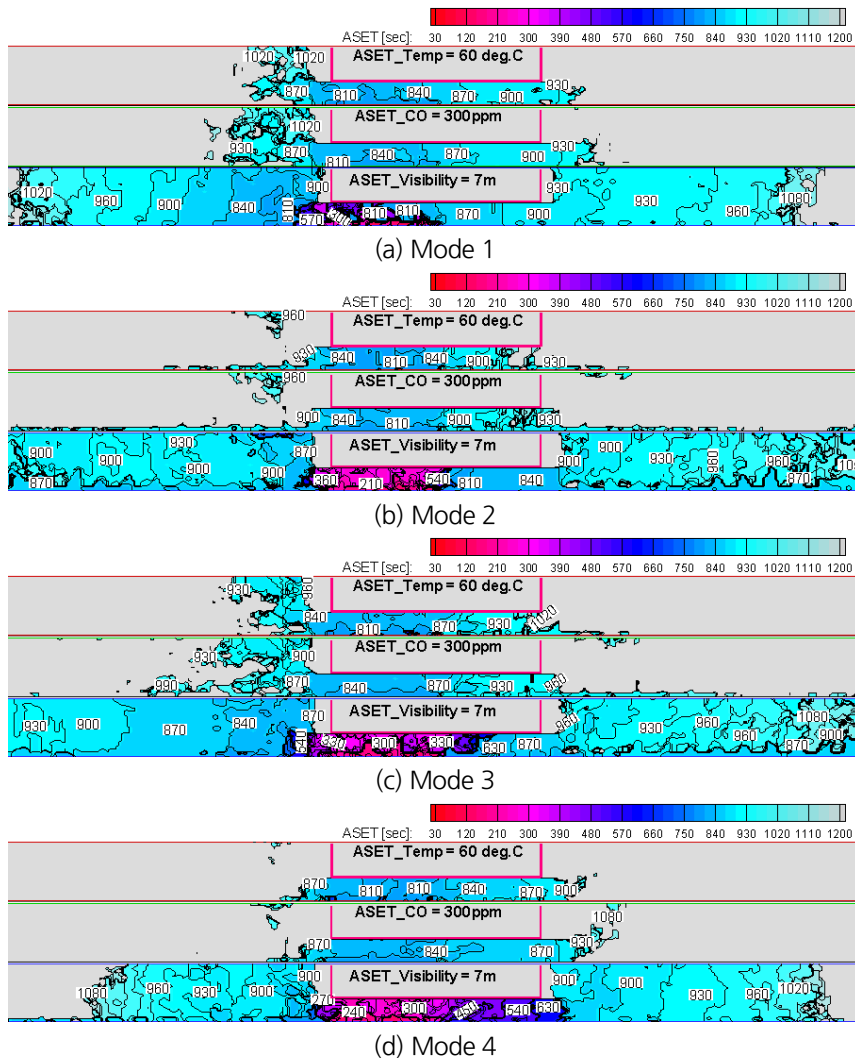 ASET [sec]: 30 120 210 300 390 480 570 660 750 840 930 1020 1110 1200
1020 1020 ASET_Temp = 60 deg.C
870 810 840 870 900 930
ASET_CO = 300ppm
1020
930 870 810 840 870 900 930
ASET_Visibility = 7m
1020 960 900 840 810 900 570 810 810 870 900 930 930 960 1080
(a) Mode 1
ASET [sec]: 30 120 210 300 390 480 570 660 750 840 930 1020 1110 1200
960 ASET_Temp = 60 deg.C
930 840 810 840 900 930
960 ASET_CO = 300ppm
900 840 810 900 930
ASET_Visibility = 7m
900 870 900 930 900 900 870 360 210 540 810 840 900 900 930 930 960 870
(b) Mode 2
ASET [sec]: 30 120 210 300 390 480 570 660 750 840 930 1020 1110 1200
930 960 ASET_Temp = 60 deg.C
840 810 870 930 1020
ASET_CO = 300ppm
930 900
990 870 840 870 930 960
ASET_Visibility = 7m
930 900 870 840 870 540 330 300 330 630 870 960 930 960 960 1080 900 870
(c) Mode 3
ASET [sec]: 30 120 210 300 390 480 570 660 750 840 930 1020 1110 1200
ASET_Temp = 60 deg.C
870 810 810 840 870 900
ASET_CO = 300ppm
1080
870 840 870 930
ASET_Visibility = 7m
1080 960 930 900 900 270 240 300 450 540 630 900 900 930 960 1020
(d) Mode 4